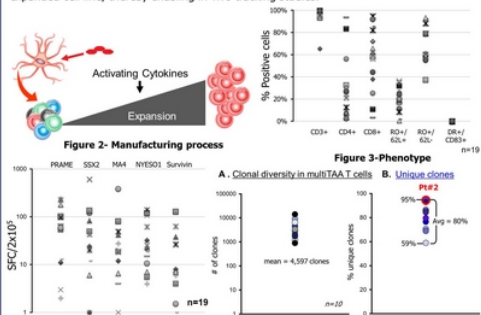 Activating Cytokines
Expansion
Figure 2- Manufacturing process
% Positive cells
100%
80%
60%
40%
20%
0%
CD3+ CD4+ CD8+ RO+/62L+ RO+/62L- DR+/CD83+
n=19
Figure 3-Phenotype
PRAME SSX2 MA4 NYESO1 Survivin
SFC/2x10⁵
1000
100
10
1
n=19
A . Clonal diversity in multiTAA T cells
# of clones
100000
10000
1000
100
10
1
mean = 4,597 clones
n=10
B. Unique clones
Pt#2
% unique clones
100
80
60
40
20
0
95%
Avg = 80%
59%